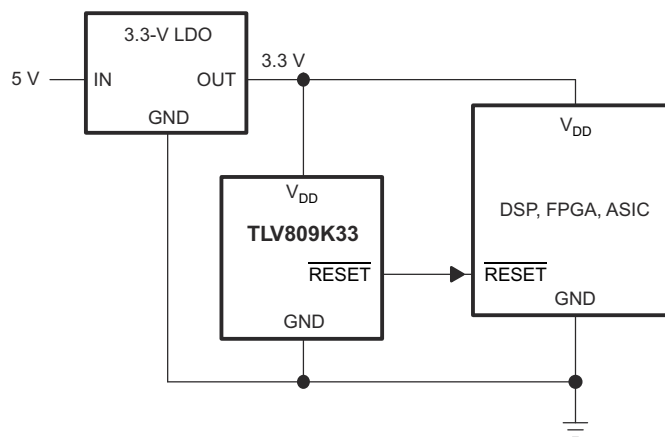 3.3-V LDO
5 V
IN
OUT
3.3 V
GND
V_DD
DSP, FPGA, ASIC
V_DD
TLV809K33
RESET
RESET
GND
GND